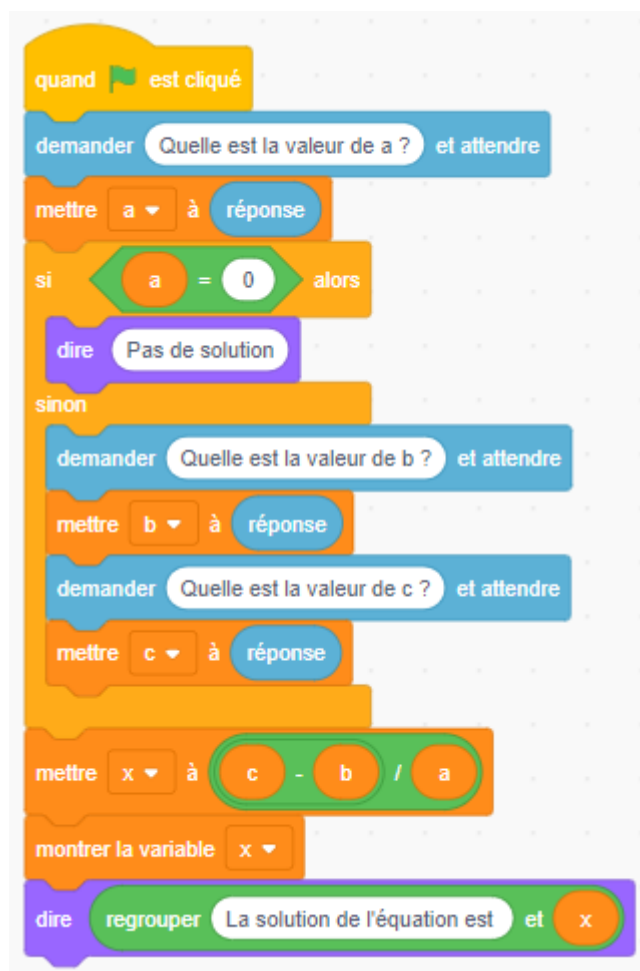 quand est cliqué
demander Quelle est la valeur de a ? et attendre
mettre a à réponse
si a = 0 alors
dire Pas de solution
sinon
demander Quelle est la valeur de b ? et attendre
mettre b à réponse
demander Quelle est la valeur de c ? et attendre
mettre c à réponse
mettre x à c - b / a
montrer la variable x
dire regrouper La solution de l'équation est et x